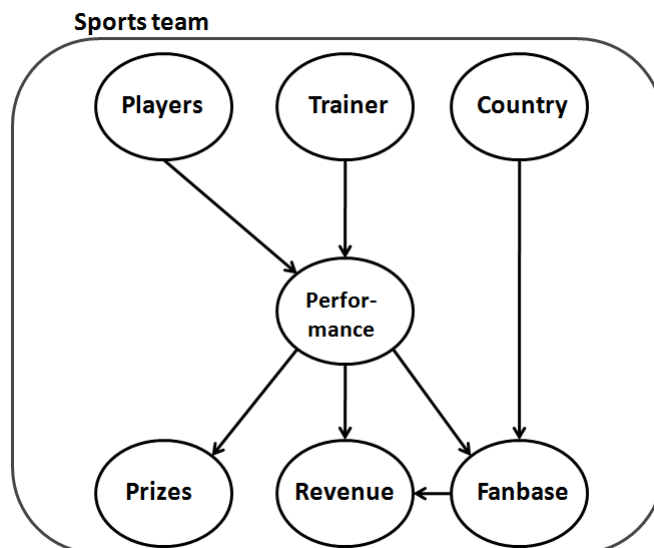 Sports team
Players
Trainer
Country
Perfor-
mance
Prizes
Revenue
Fanbase